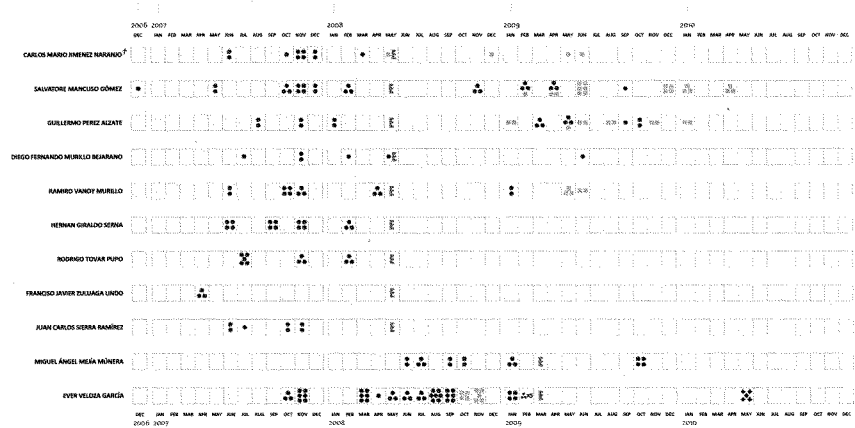 2006 2007 2008 2009 2010
DEC JAN FEB MAR APR MAY JUN JUL AUG SEP OCT NOV DEC JAN FEB MAR APR MAY JUN JUL AUG SEP OCT NOV DEC JAN FEB MAR APR MAY JUN JUL AUG SEP OCT NOV DEC JAN FEB MAR APR MAY JUN JUL AUG SEP OCT NOV DEC
CARLOS MARIO JIMENEZ NARANJO†
SALVATORE MANCUSO GÓMEZ
GUILLERMO PEREZ ALZATE
DIEGO FERNANDO MURILLO BEJARANO
RAMIRO VANOY MURILLO
HERNAN GIRALDO SERNA
RODRIGO TOVAR PUPO
FRANCISO JAVIER ZULUAGA LINDO
JUAN CARLOS SIERRA RAMÍREZ
MIGUEL ÁNGEL MEJÍA MÚNERA
EVER VELOZA GARCÍA
DEC JAN FEB MAR APR MAY JUN JUL AUG SEP OCT NOV DEC JAN FEB MAR APR MAY JUN JUL AUG SEP OCT NOV DEC JAN FEB MAR APR MAY JUN JUL AUG SEP OCT NOV DEC JAN FEB MAR APR MAY JUN JUL AUG SEP OCT NOV DEC
2006 2007 2008 2009 2010